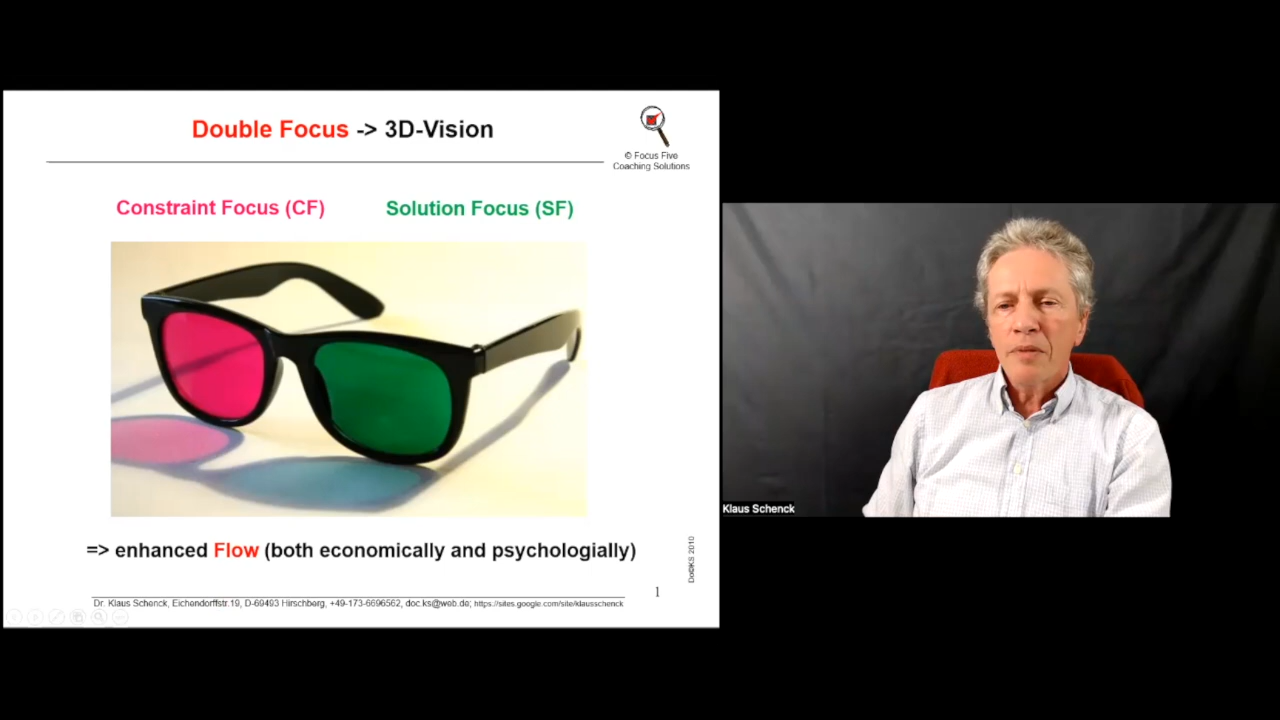 Double Focus -> 3D-Vision
© Focus Five
Coaching Solutions
Constraint Focus (CF)
Solution Focus (SF)
=> enhanced Flow (both economically and psychologially)
Dr. Klaus Schenck, Eichendorffstr.19, D-69493 Hirschberg, +49-173-6696562, doc.ks@web.de; https://sites.google.com/site/klausschenck
1
Klaus Schenck